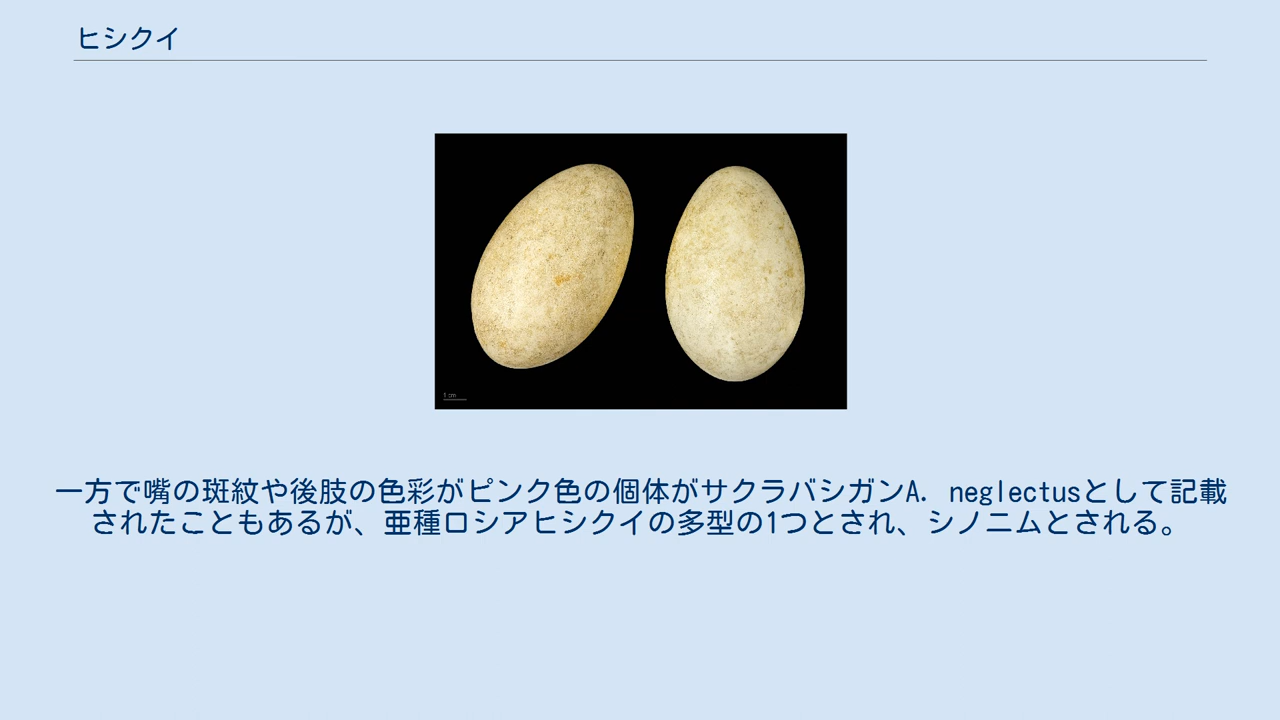 ヒシクイ
1 cm
一方で嘴の斑紋や後肢の色彩がピンク色の個体がサクラバシガンA. neglectusとして記載
されたこともあるが、亜種ロシアヒシクイの多型の1つとされ、シノニムとされる。